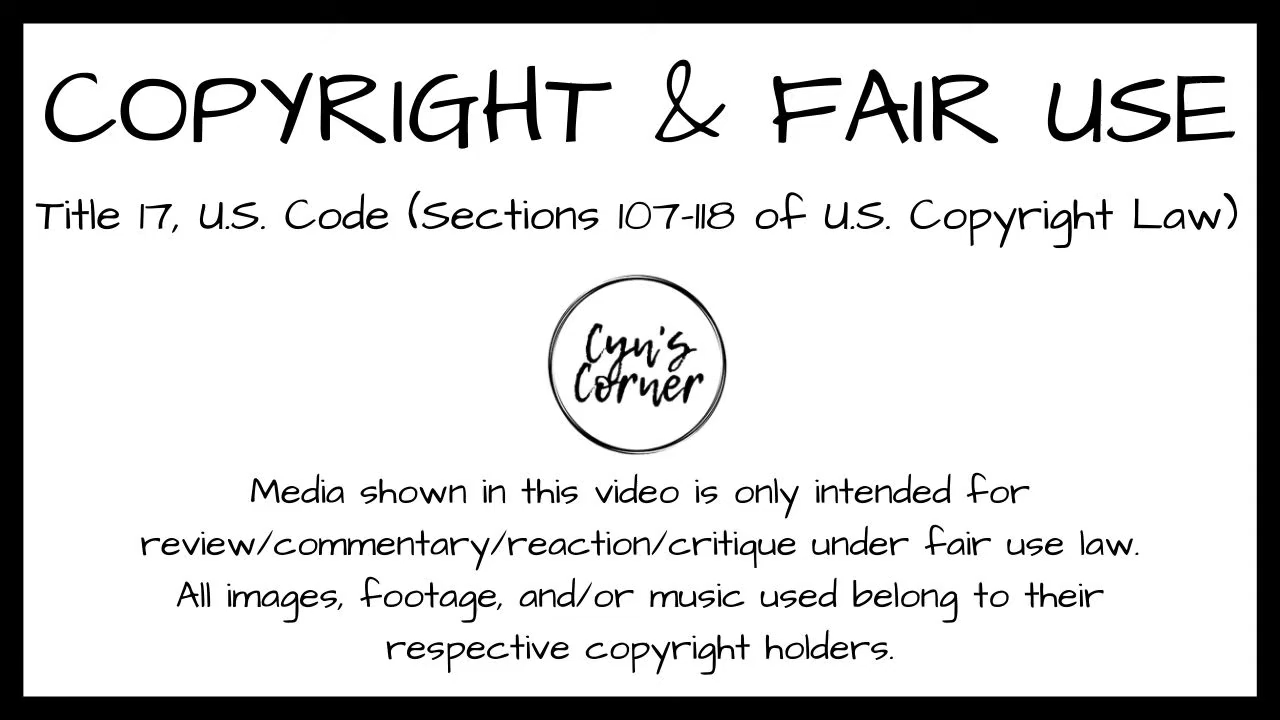 COPYRIGHT & FAIR USE
Title 17, U.S. Code (Sections 107-118 of U.S. Copyright Law)
Cyn's
Corner
Media shown in this video is only intended for
review/commentary/reaction/critique under fair use law.
All images, footage, and/or music used belong to their
respective copyright holders.